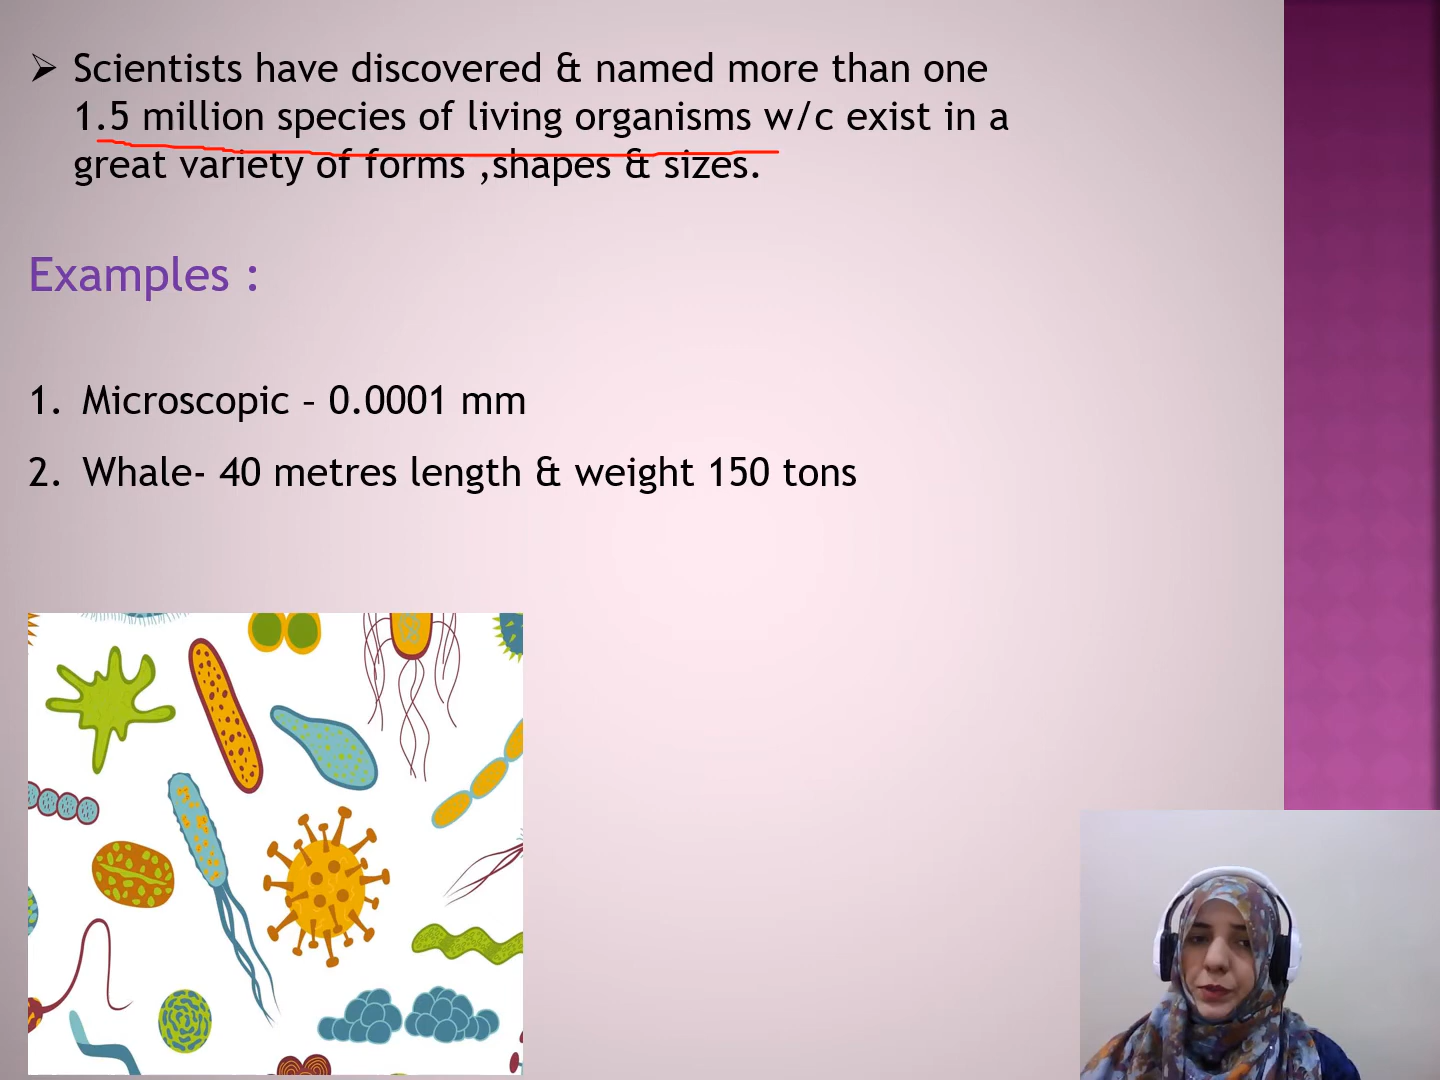 ➢ Scientists have discovered & named more than one
1.5 million species of living organisms w/c exist in a
great variety of forms ,shapes & sizes.
Examples :
1. Microscopic – 0.0001 mm
2. Whale- 40 metres length & weight 150 tons